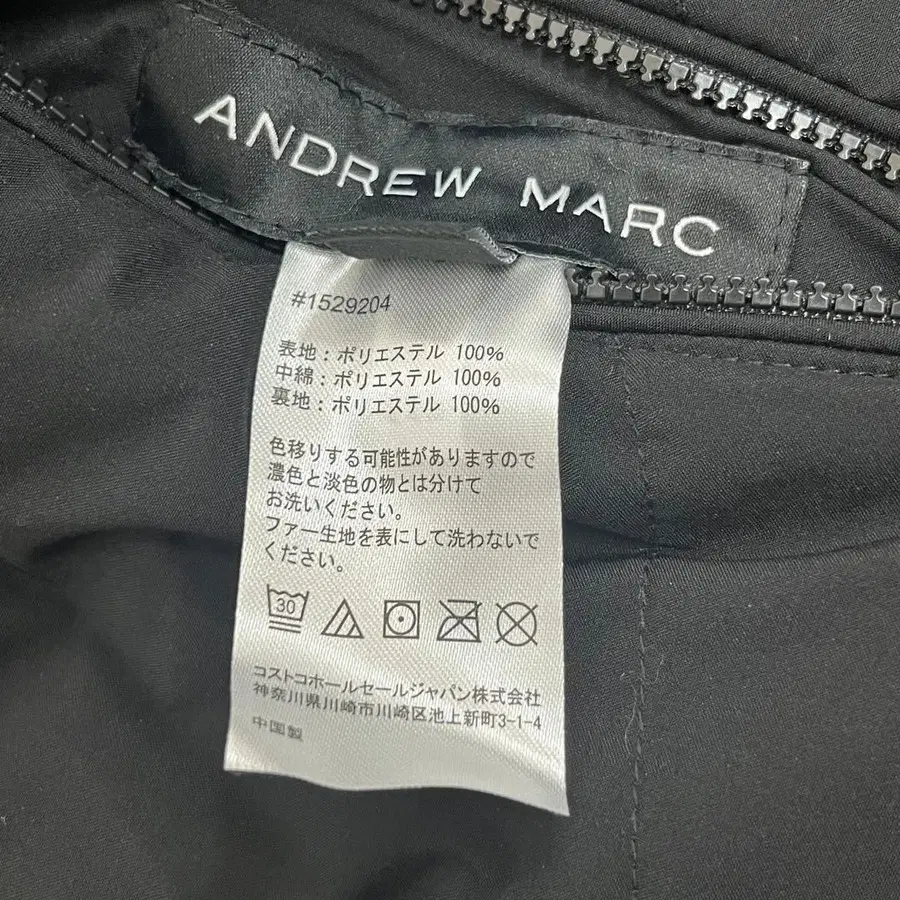 ANDREW MARC
#1529204
表地：ポリエステル 100%
中綿：ポリエステル 100%
裏地：ポリエステル 100%
色移りする可能性がありますので
濃色と淡色の物とは分けて
お洗いください。
ファー生地を表にして洗わないで
ください。
30
コストコホールセールジャパン株式会社
神奈川県川崎市川崎区池上新町3-1-4
中国製